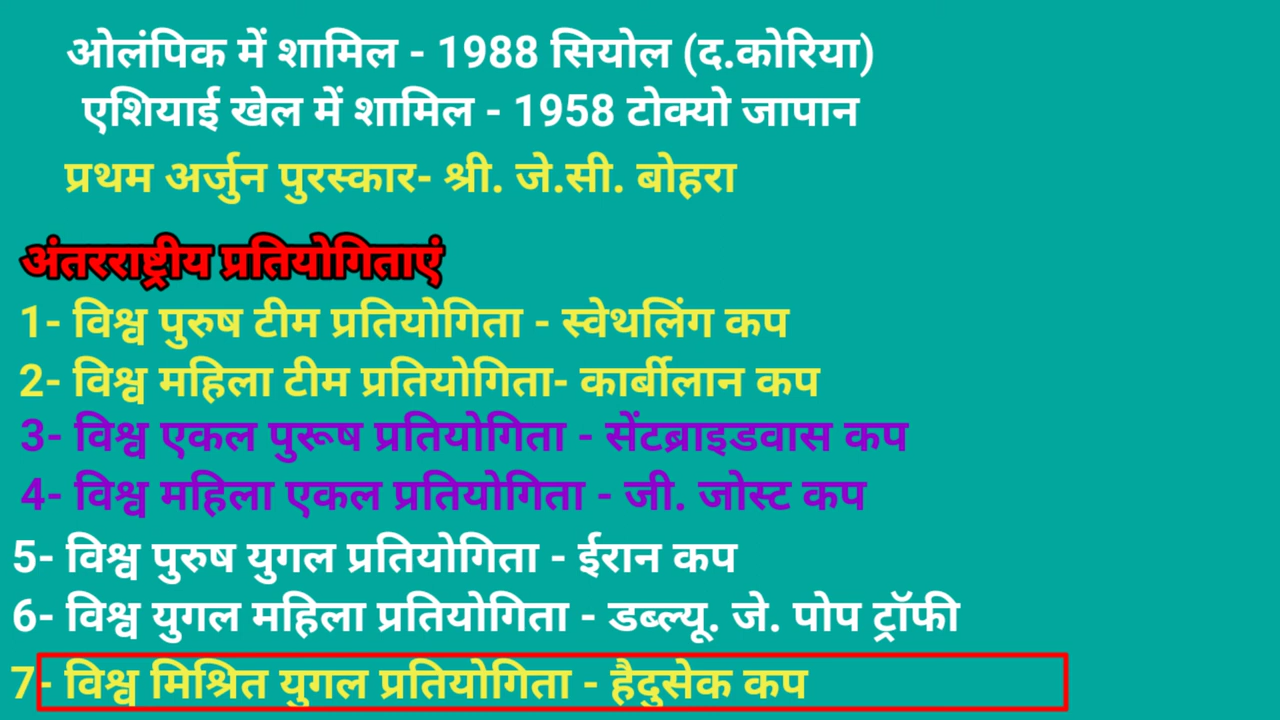 ओलंपिक में शामिल - 1988 सियोल (द.कोरिया)
एशियाई खेल में शामिल - 1958 टोक्यो जापान
प्रथम अर्जुन पुरस्कार- श्री. जे.सी. बोहरा
अंतरराष्ट्रीय प्रतियोगिताएं
1- विश्व पुरुष टीम प्रतियोगिता - स्वेथलिंग कप
2- विश्व महिला टीम प्रतियोगिता- कार्बीलान कप
3- विश्व एकल पुरूष प्रतियोगिता - सेंटब्राइडवास कप
4- विश्व महिला एकल प्रतियोगिता - जी. जोस्ट कप
5- विश्व पुरुष युगल प्रतियोगिता - ईरान कप
6- विश्व युगल महिला प्रतियोगिता - डब्ल्यू. जे. पोप ट्रॉफी
7- विश्व मिश्रित युगल प्रतियोगिता - हैदुसेक कप